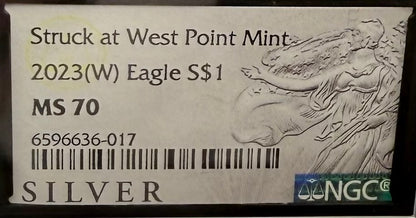 Struck at West Point Mint
2023(W) Eagle S$1
MS 70
6596636-017
SILVER
NGC®